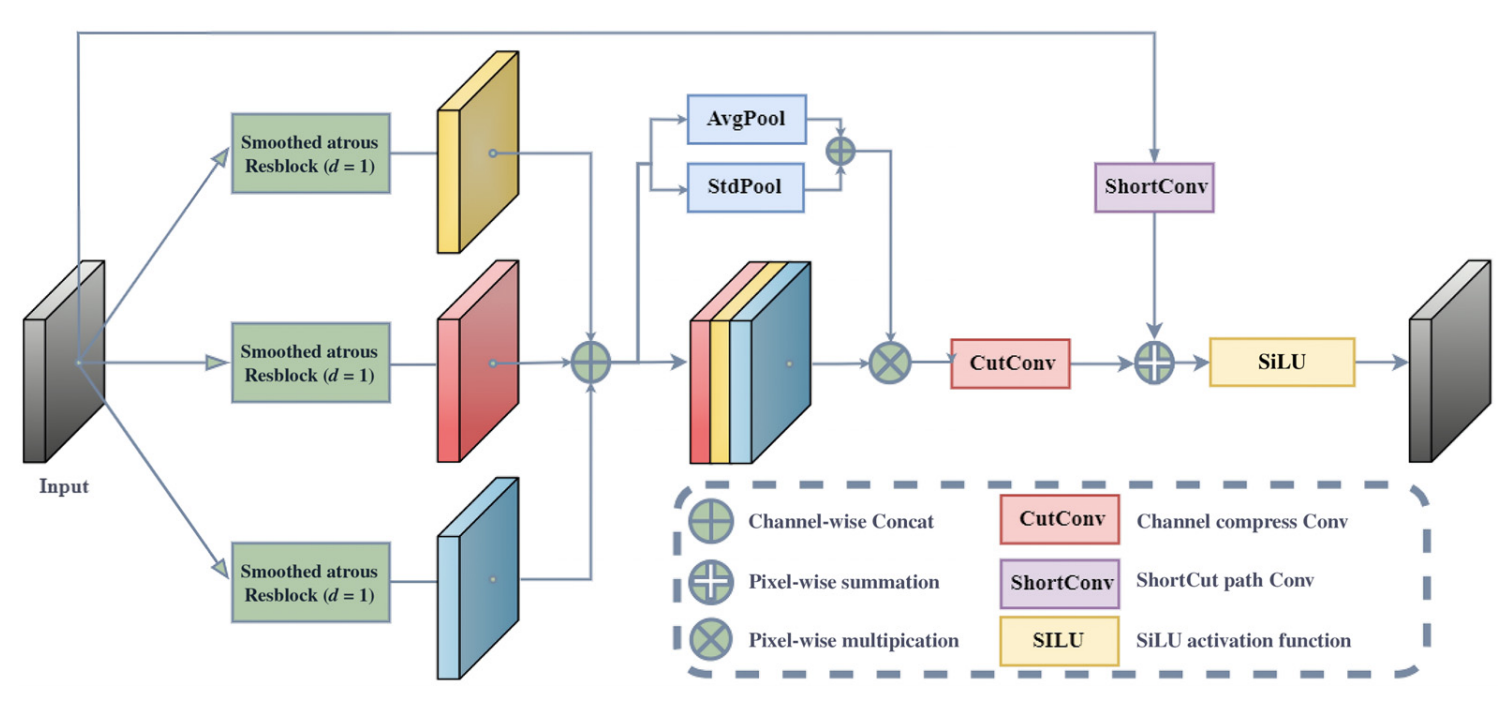 Smoothed atrous
Resblock (d = 1)
AvgPool
StdPool
ShortConv
Smoothed atrous
Resblock (d = 1)
CutConv
SiLU
Input
Smoothed atrous
Resblock (d = 1)
Channel-wise Concat
CutConv
Channel compress Conv
Pixel-wise summation
ShortConv
ShortCut path Conv
Pixel-wise multipication
SILU
SiLU activation function